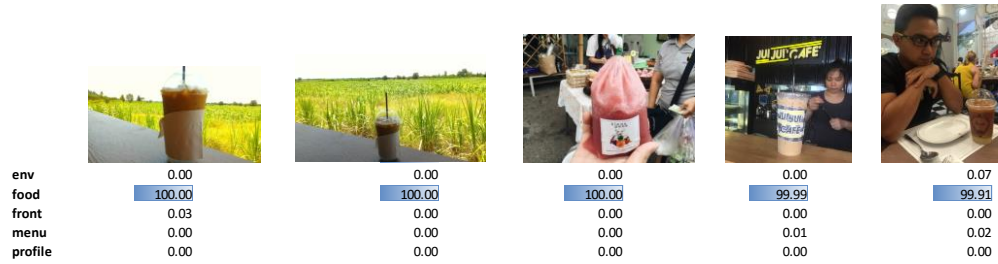 JUI JUI CAFE
env 0.00 0.00 0.00 0.00 0.07
food 100.00 100.00 100.00 99.99 99.91
front 0.03 0.00 0.00 0.00 0.00
menu 0.00 0.00 0.00 0.01 0.02
profile 0.00 0.00 0.00 0.00 0.00